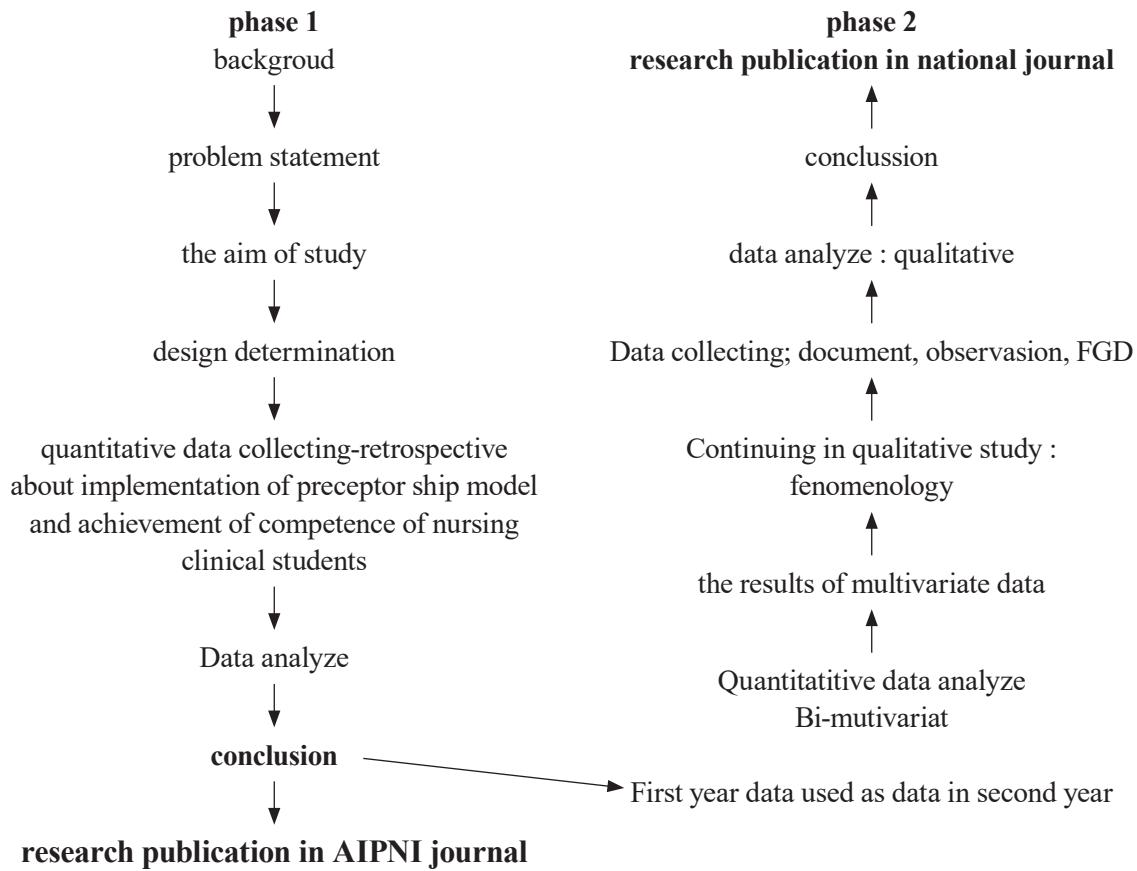 phase 1
backgroud
problem statement
the aim of study
design determination
quantitative data collecting-retrospective
about implementation of preceptor ship model
and achievement of competence of nursing
clinical students
Data analyze
conclusion
research publication in AIPNI journal
phase 2
research publication in national journal
conclussion
data analyze : qualitative
Data collecting; document, observasion, FGD
Continuing in qualitative study :
fenomenology
the results of multivariate data
Quantitatitive data analyze
Bi-mutivariat
First year data used as data in second year